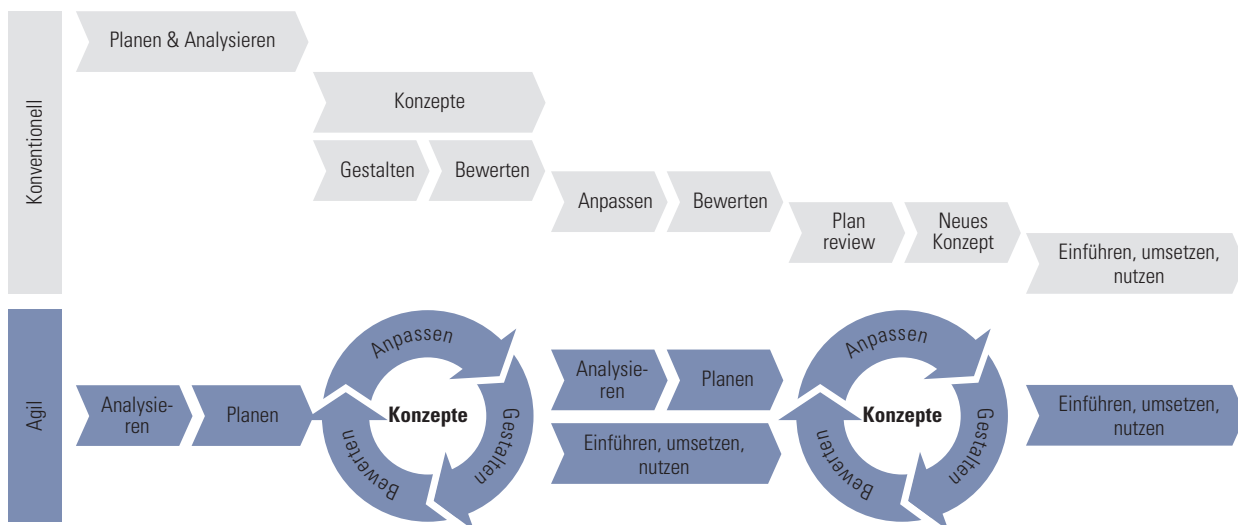 Konventionell
Planen & Analysieren
Konzepte
Gestalten
Bewerten
Anpassen
Bewerten
Plan
review
Neues
Konzept
Einführen, umsetzen,
nutzen
Agil
Analysie-
ren
Planen
Anpassen
Gestalten
Bewerten
Konzepte
Analysie-
ren
Planen
Einführen, umsetzen,
nutzen
Anpassen
Gestalten
Bewerten
Konzepte
Einführen, umsetzen,
nutzen